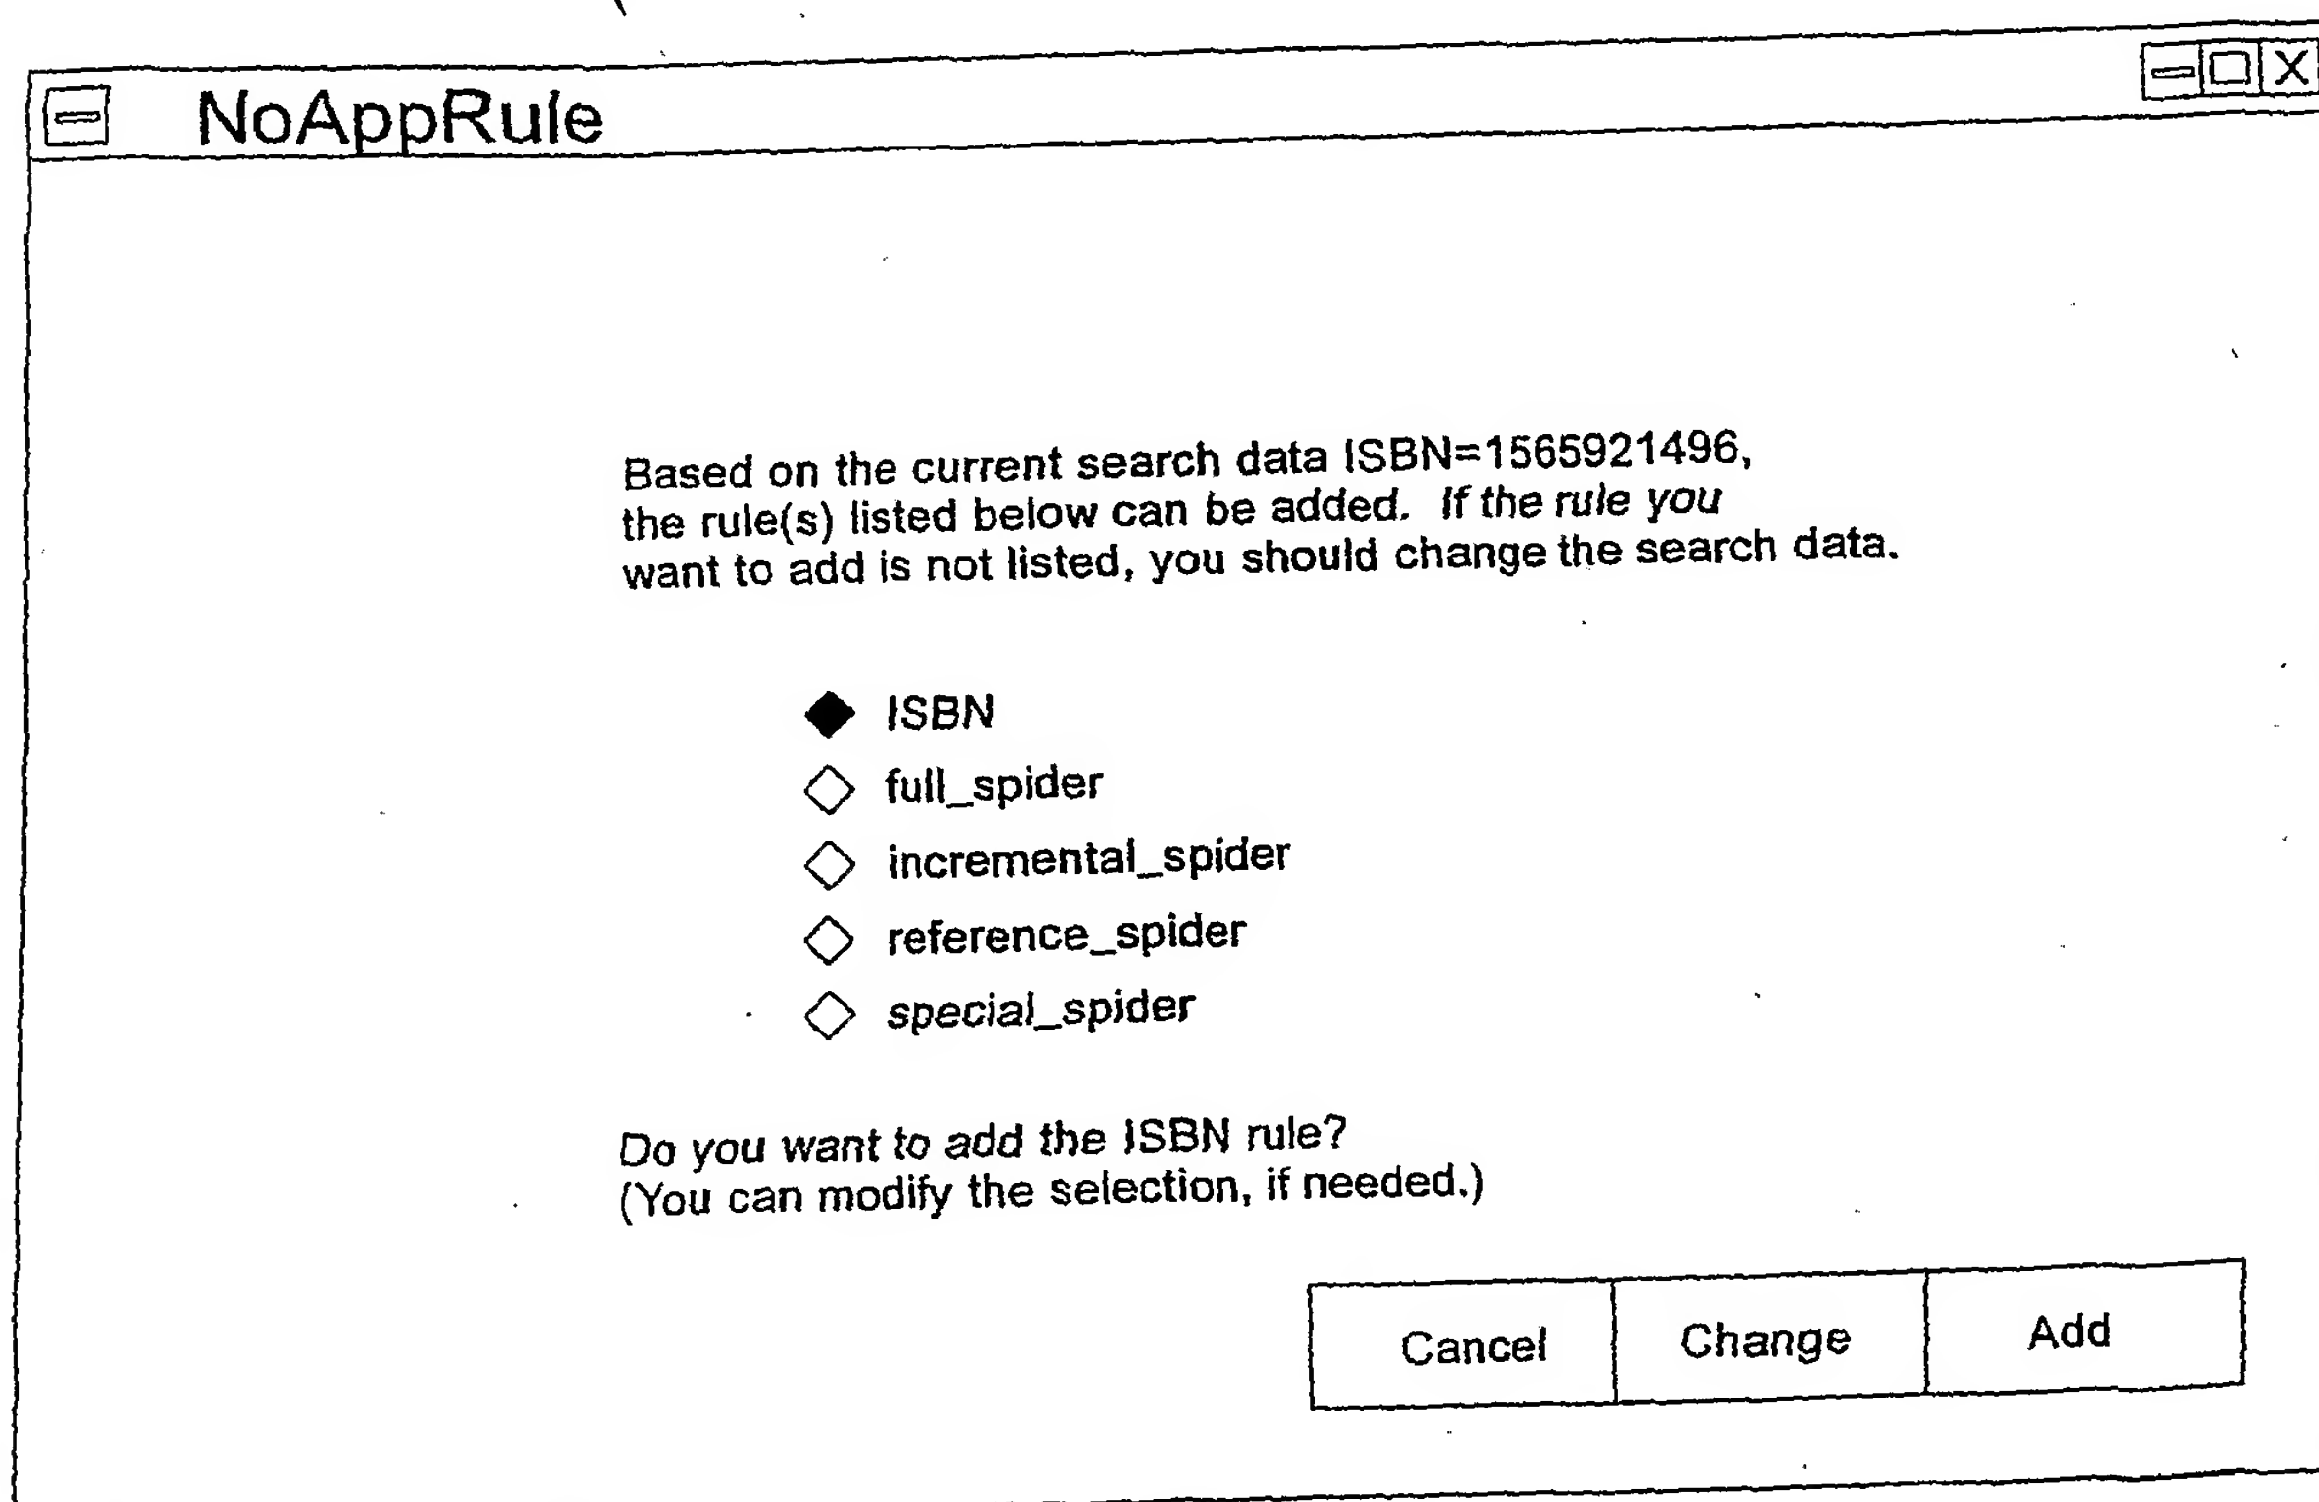 NoAppRule
Based on the current search data ISBN=1565921496,
the rule(s) listed below can be added. If the rule you
want to add is not listed, you should change the search data.
ISBN
full_spider
incremental_spider
reference_spider
special_spider
Do you want to add the ISBN rule?
(You can modify the selection, if needed.)
Cancel Change Add